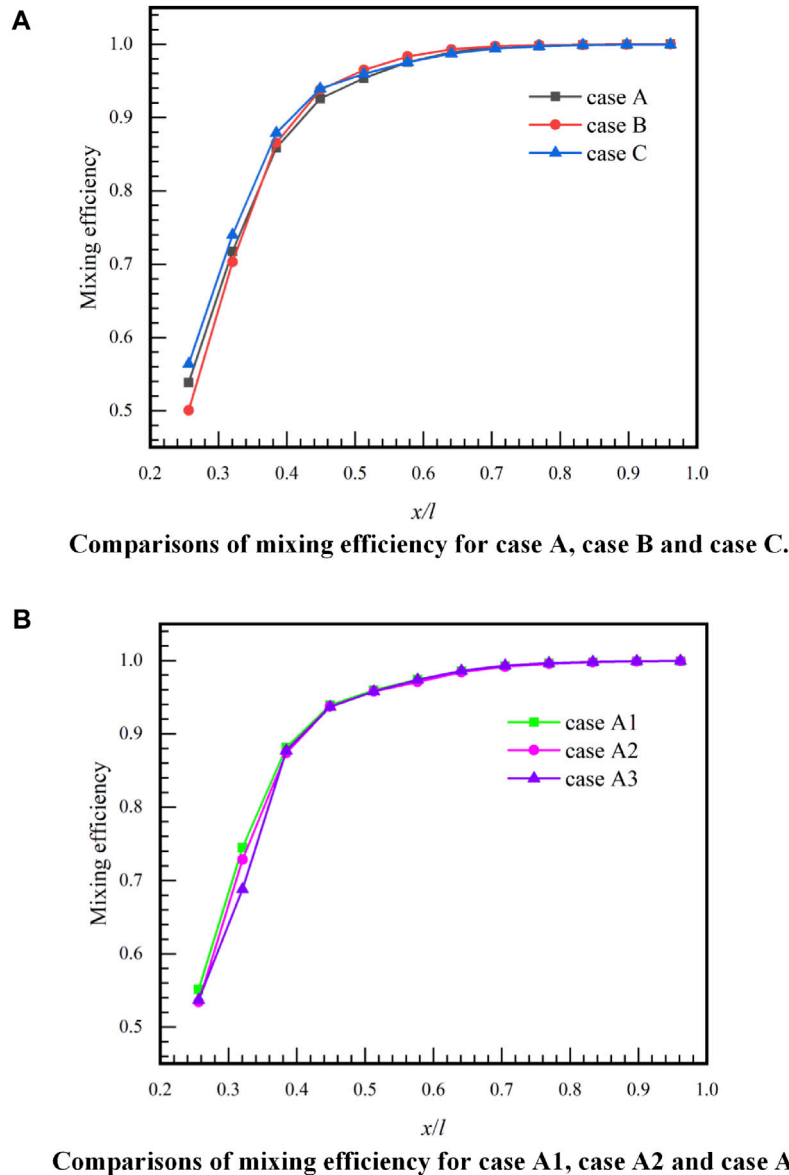 A
Mixing efficiency
1.0
0.9
0.8
0.7
0.6
0.5
case A
case B
case C
0.2 0.3 0.4 0.5 0.6 0.7 0.8 0.9 1.0
x/l
Comparisons of mixing efficiency for case A, case B and case C.
B
Mixing efficiency
1.0
0.9
0.8
0.7
0.6
0.5
case A1
case A2
case A3
0.2 0.3 0.4 0.5 0.6 0.7 0.8 0.9 1.0
x/l
Comparisons of mixing efficiency for case A1, case A2 and case A